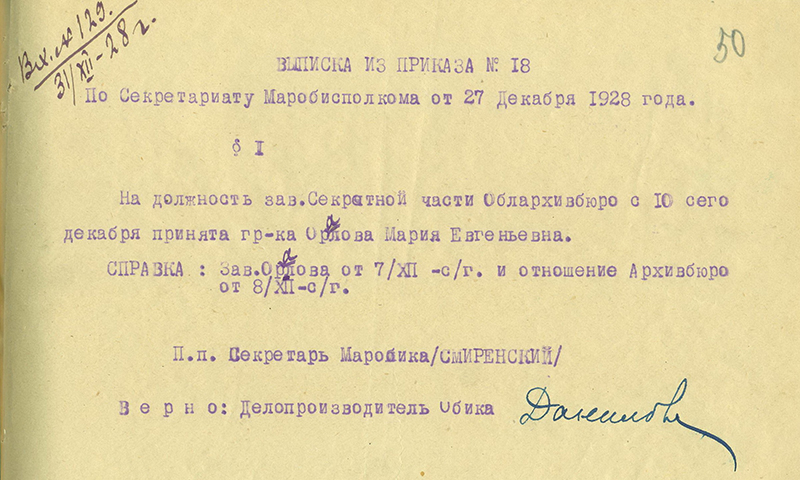 Вх. № 129.
31/XII-28 г.
50
ВЫПИСКА ИЗ ПРИКАЗА № 18
По Секретариату Маробисполкома от 27 Декабря 1928 года.
§ I
На должность зав.Секретной части Облархивбюро с 10 сего
декабря принята гр-ка Орлова Мария Евгеньевна.
СПРАВКА : Зав.Орлова от 7/XII -с/г. и отношение Архивбюро
от 8/XII-с/г.
П.п. Секретарь Маробика/СМИРЕНСКИЙ/
В е р н о: Делопроизводитель Обика Данилова